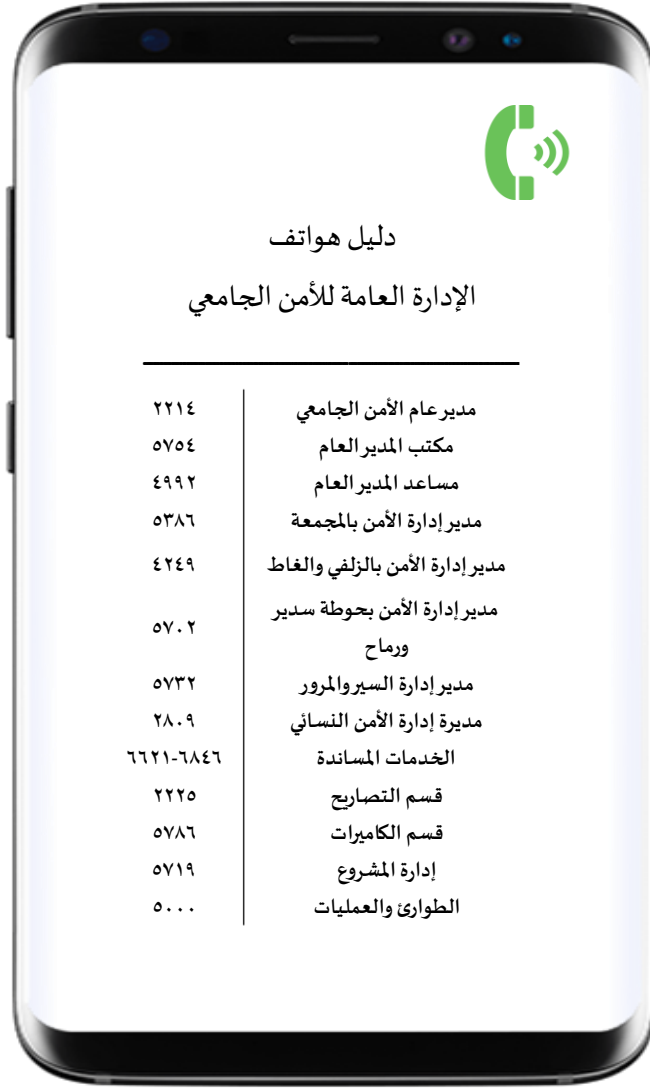 دليل هواتف
الإدارة العامة للأمن الجامعي
مدير عام الأمن الجامعي ٢٢١٤
مكتب المدير العام ٥٧٥٤
مساعد المدير العام ٤٩٩٢
مدير إدارة الأمن بالمجمعة ٥٣٨٦
مدير إدارة الأمن بالزلفي والغاط ٤٢٤٩
مدير إدارة الأمن بحوطة سدير
ورماح ٥٧٠٢
مدير إدارة السير والمرور ٥٧٣٢
مديرة إدارة الأمن النسائي ٢٨٠٩
الخدمات المساندة ٦٦٢١-٦٨٤٦
قسم التصاريح ٢٢٢٥
قسم الكاميرات ٥٧٨٦
إدارة المشروع ٥٧١٩
الطوارئ والعمليات ٥٠٠٠